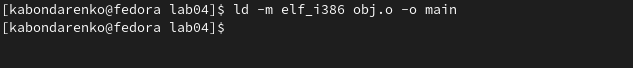 [kabondarenko@fedora lab04]$ ld -m elf_i386 obj.o -o main
[kabondarenko@fedora lab04]$